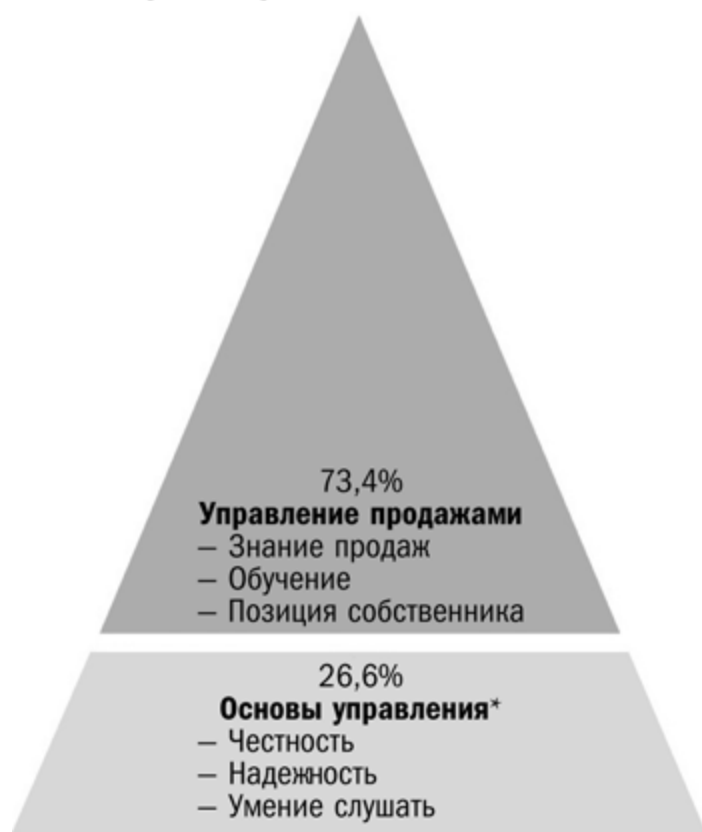 73,4%
Управление продажами
— Знание продаж
— Обучение
— Позиция собственника
26,6%
Основы управления*
— Честность
— Надежность
— Умение слушать